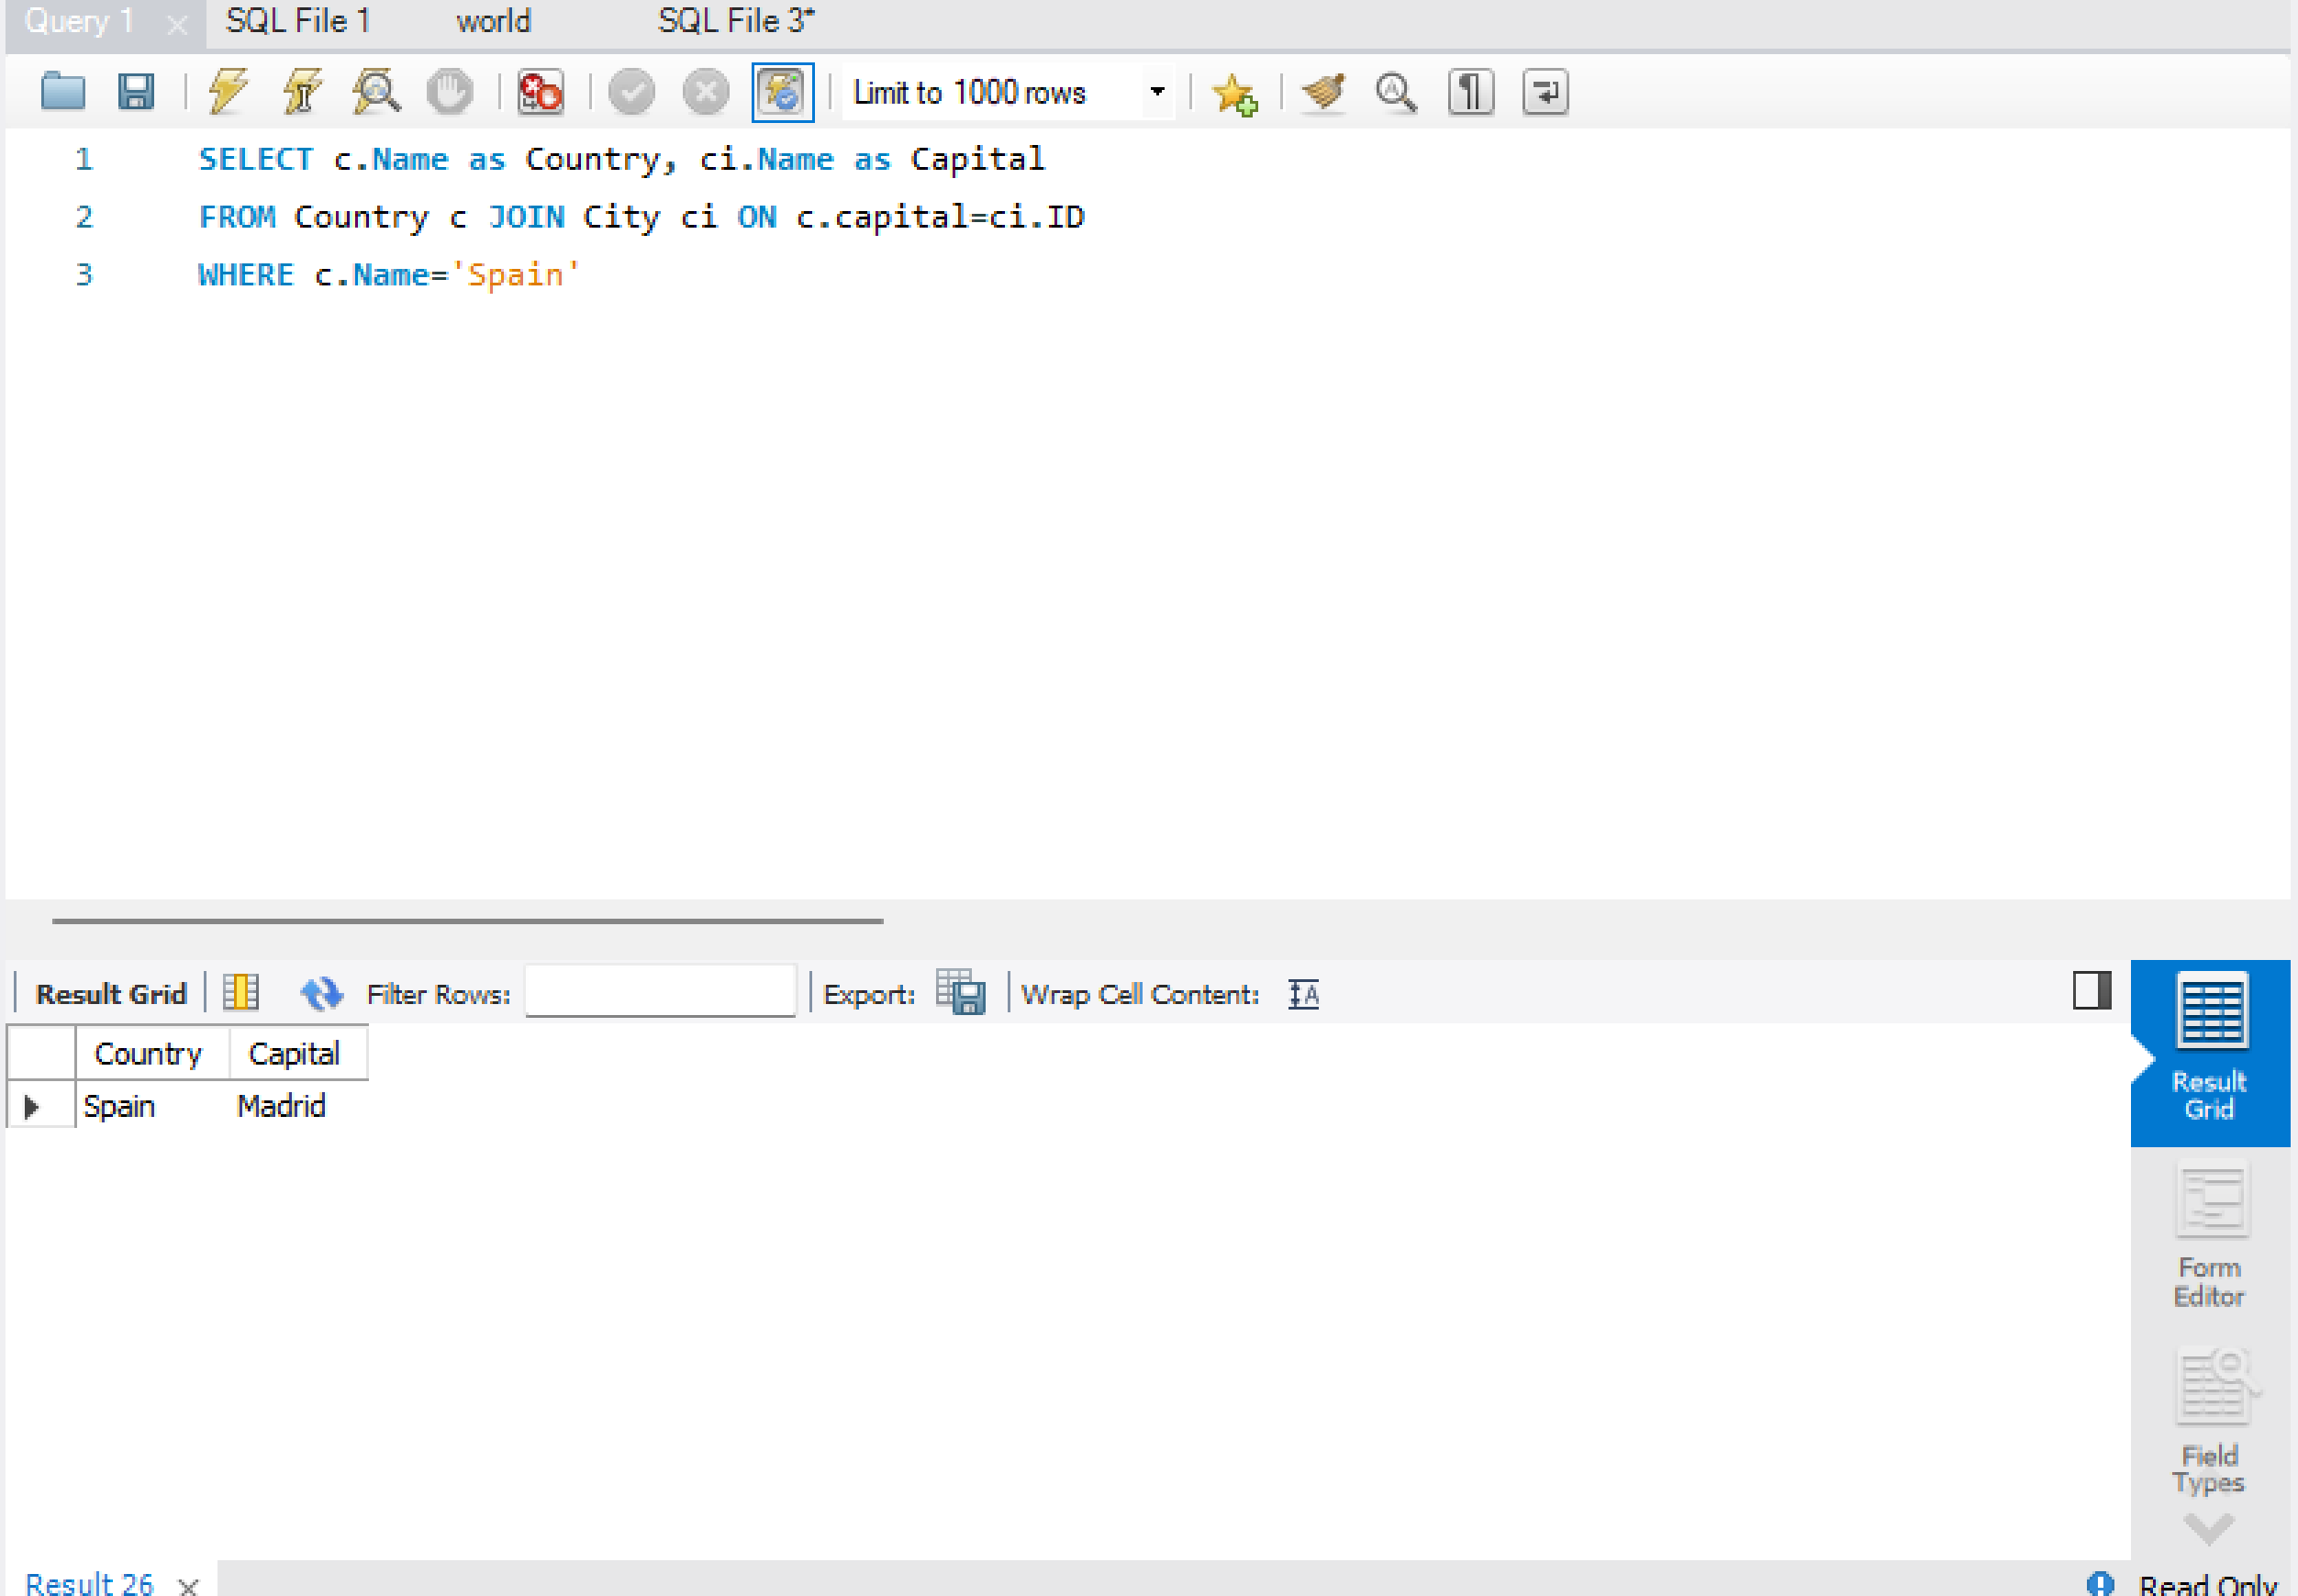 Query 1 SQL File 1 world SQL File 3*
Limit to 1000 rows
1 SELECT c.Name as Country, ci.Name as Capital
2 FROM Country c JOIN City ci ON c.capital=ci.ID
3 WHERE c.Name='Spain'
Result Grid Filter Rows: Export: Wrap Cell Content:
Country Capital
Spain Madrid
Result
Grid
Form
Editor
Field
Types
Result 26 Read Only